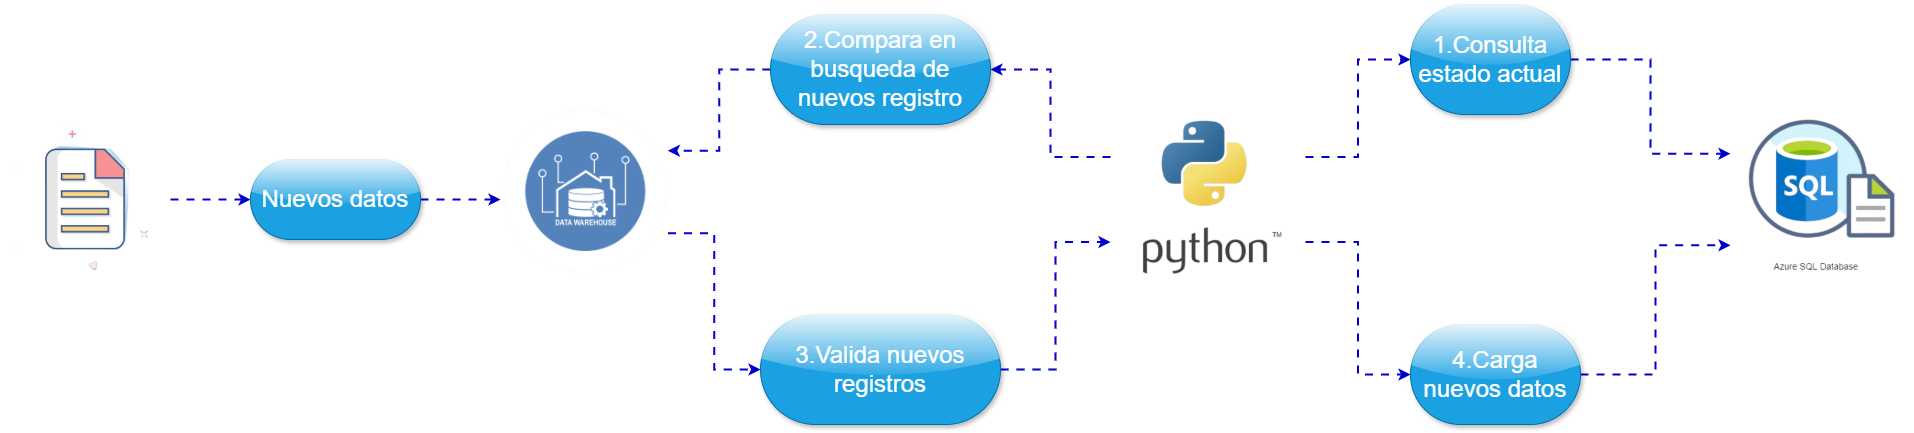 2.Compara en
busqueda de
nuevos registro
1.Consulta
estado actual
Nuevos datos
DATA WAREHOUSE
python™
SQL
Azure SQL Database
3.Valida nuevos
registros
4.Carga
nuevos datos